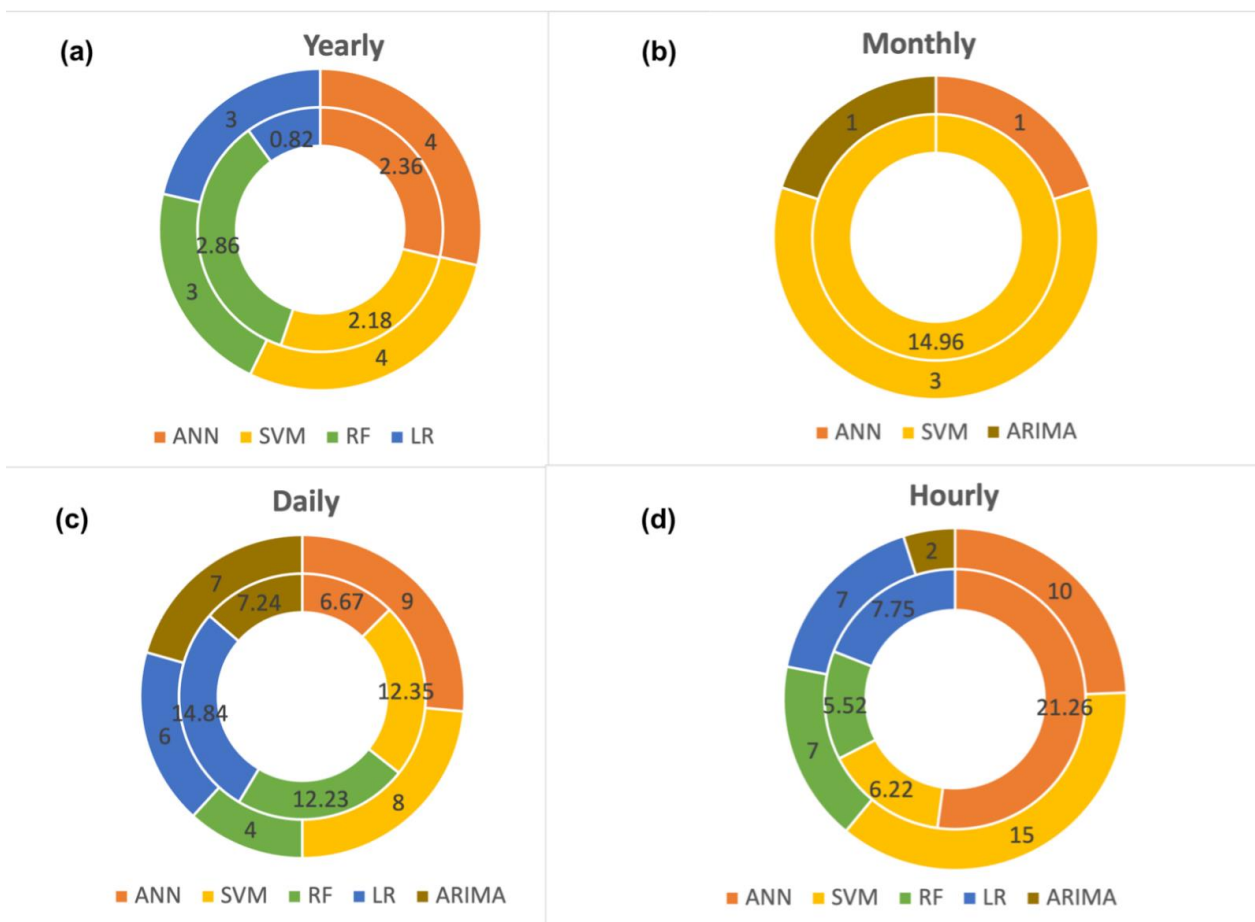 (a)
Yearly
3
0.82
4
2.36
2.86
3
2.18
4
ANN SVM RF LR
(b)
Monthly
1
1
14.96
3
ANN SVM ARIMA
(c)
Daily
7
7.24
6.67
9
12.35
14.84
6
12.23
8
4
ANN SVM RF LR ARIMA
(d)
Hourly
2
10
7
7.75
5.52
21.26
7
6.22
15
ANN SVM RF LR ARIMA